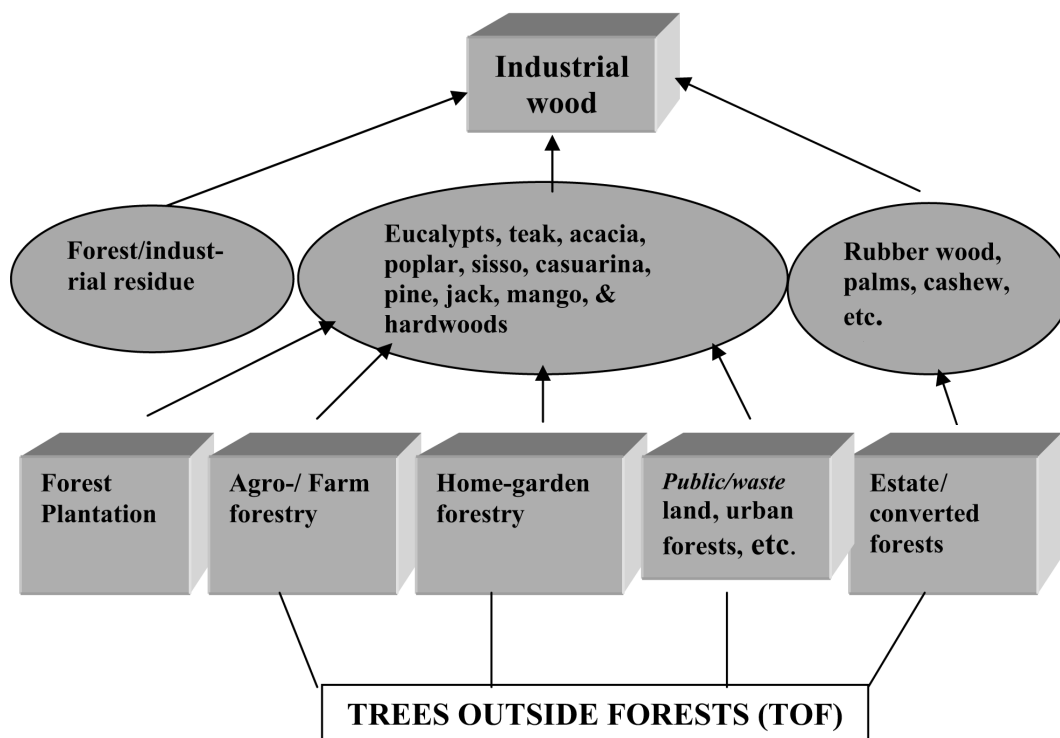 Industrial
wood
Forest/indust-
rial residue
Eucalypts, teak, acacia,
poplar, sisso, casuarina,
pine, jack, mango, &
hardwoods
Rubber wood,
palms, cashew,
etc.
Forest
Plantation
Agro-/ Farm
forestry
Home-garden
forestry
Public/waste
land, urban
forests, etc.
Estate/
converted
forests
TREES OUTSIDE FORESTS (TOF)